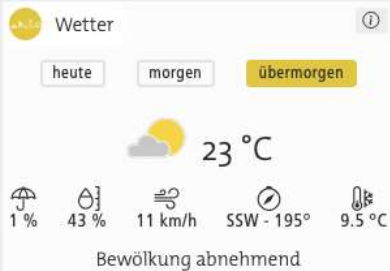 Wetter
heute morgen übermorgen
23 °C
1 % 43 % 11 km/h SSW - 195° 9.5 °C
Bewölkung abnehmend